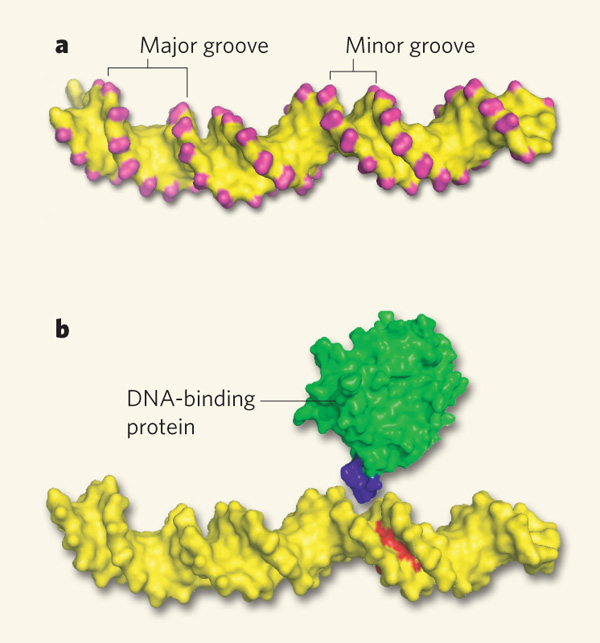 a
Major groove
Minor groove
b
DNA-binding
protein